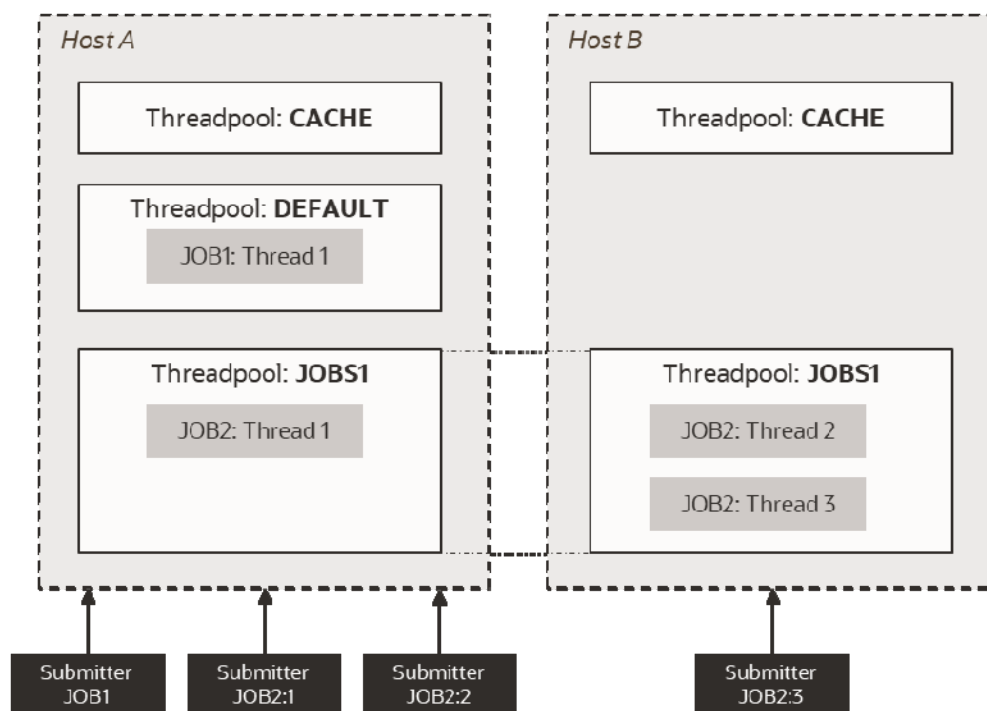 Host A
Threadpool: CACHE
Threadpool: DEFAULT
JOB1: Thread 1
Threadpool: JOBS1
JOB2: Thread 1
Host B
Threadpool: CACHE
Threadpool: JOBS1
JOB2: Thread 2
JOB2: Thread 3
Submitter
JOB1
Submitter
JOB2:1
Submitter
JOB2:2
Submitter
JOB2:3